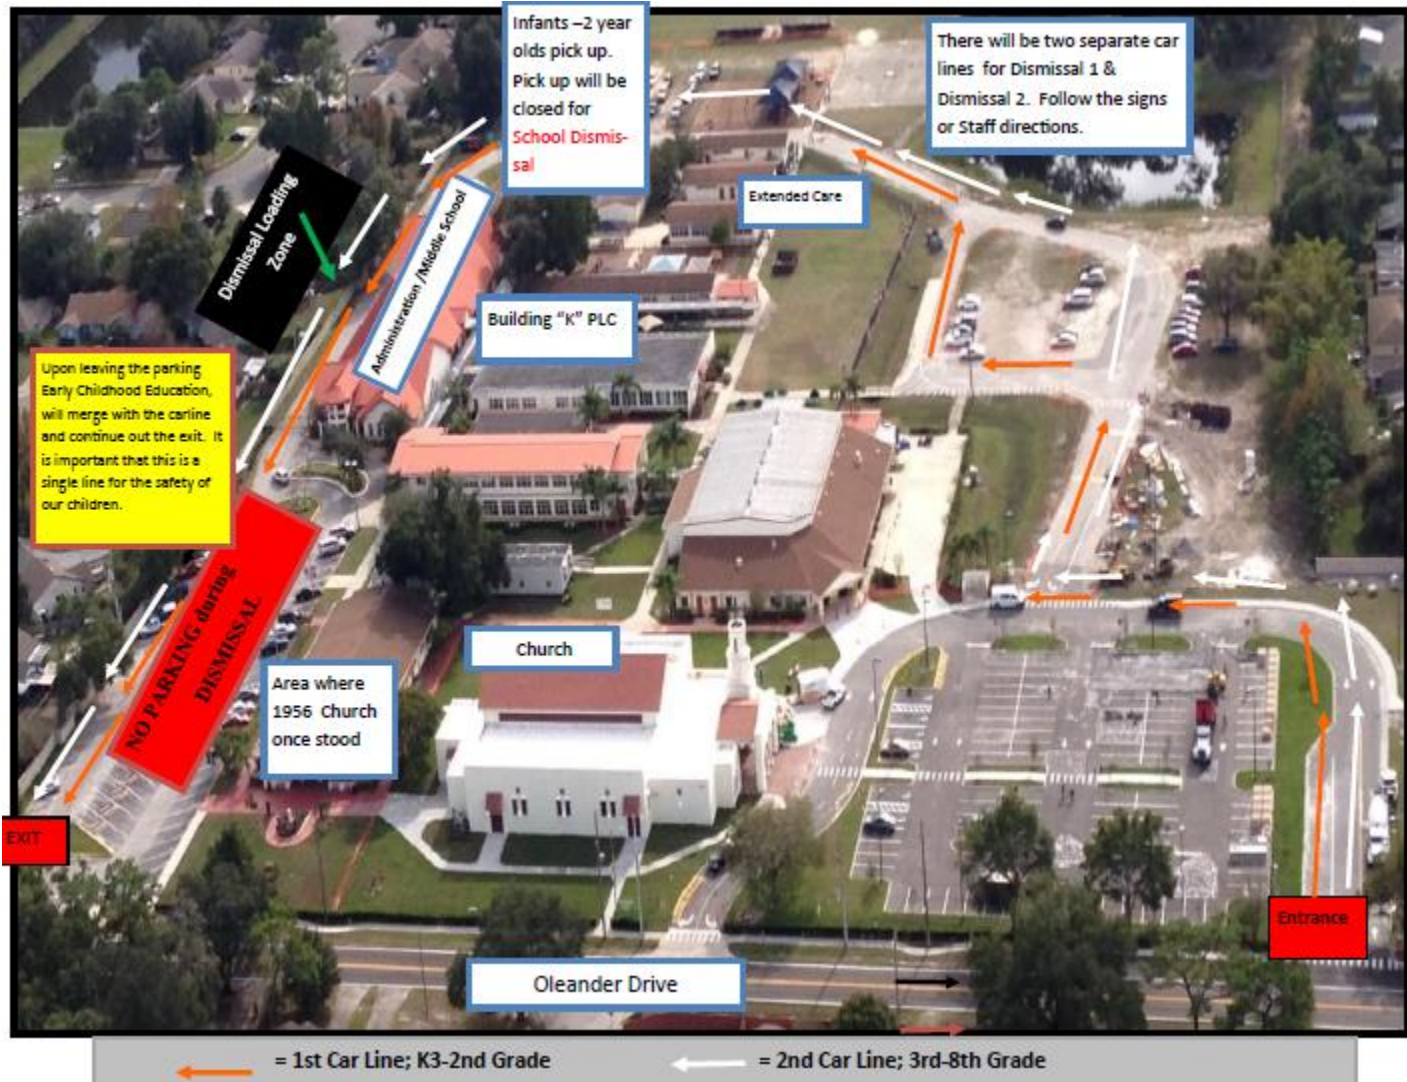 Infants –2 year
olds pick up.
Pick up will be
closed for
School Dismis-
sal
There will be two separate car
lines for Dismissal 1 &
Dismissal 2. Follow the signs
or Staff directions.
Extended Care
Dismissal Loading
Zone
Administration /Middle School
Building "K" PLC
Upon leaving the parking
Early Childhood Education,
will merge with the carline
and continue out the exit. It
is important that this is a
single line for the safety of
our children.
NO PARKING during
DISMISSAL
Church
Area where
1956 Church
once stood
EXIT
Entrance
Oleander Drive
= 1st Car Line; K3-2nd Grade
= 2nd Car Line; 3rd-8th Grade